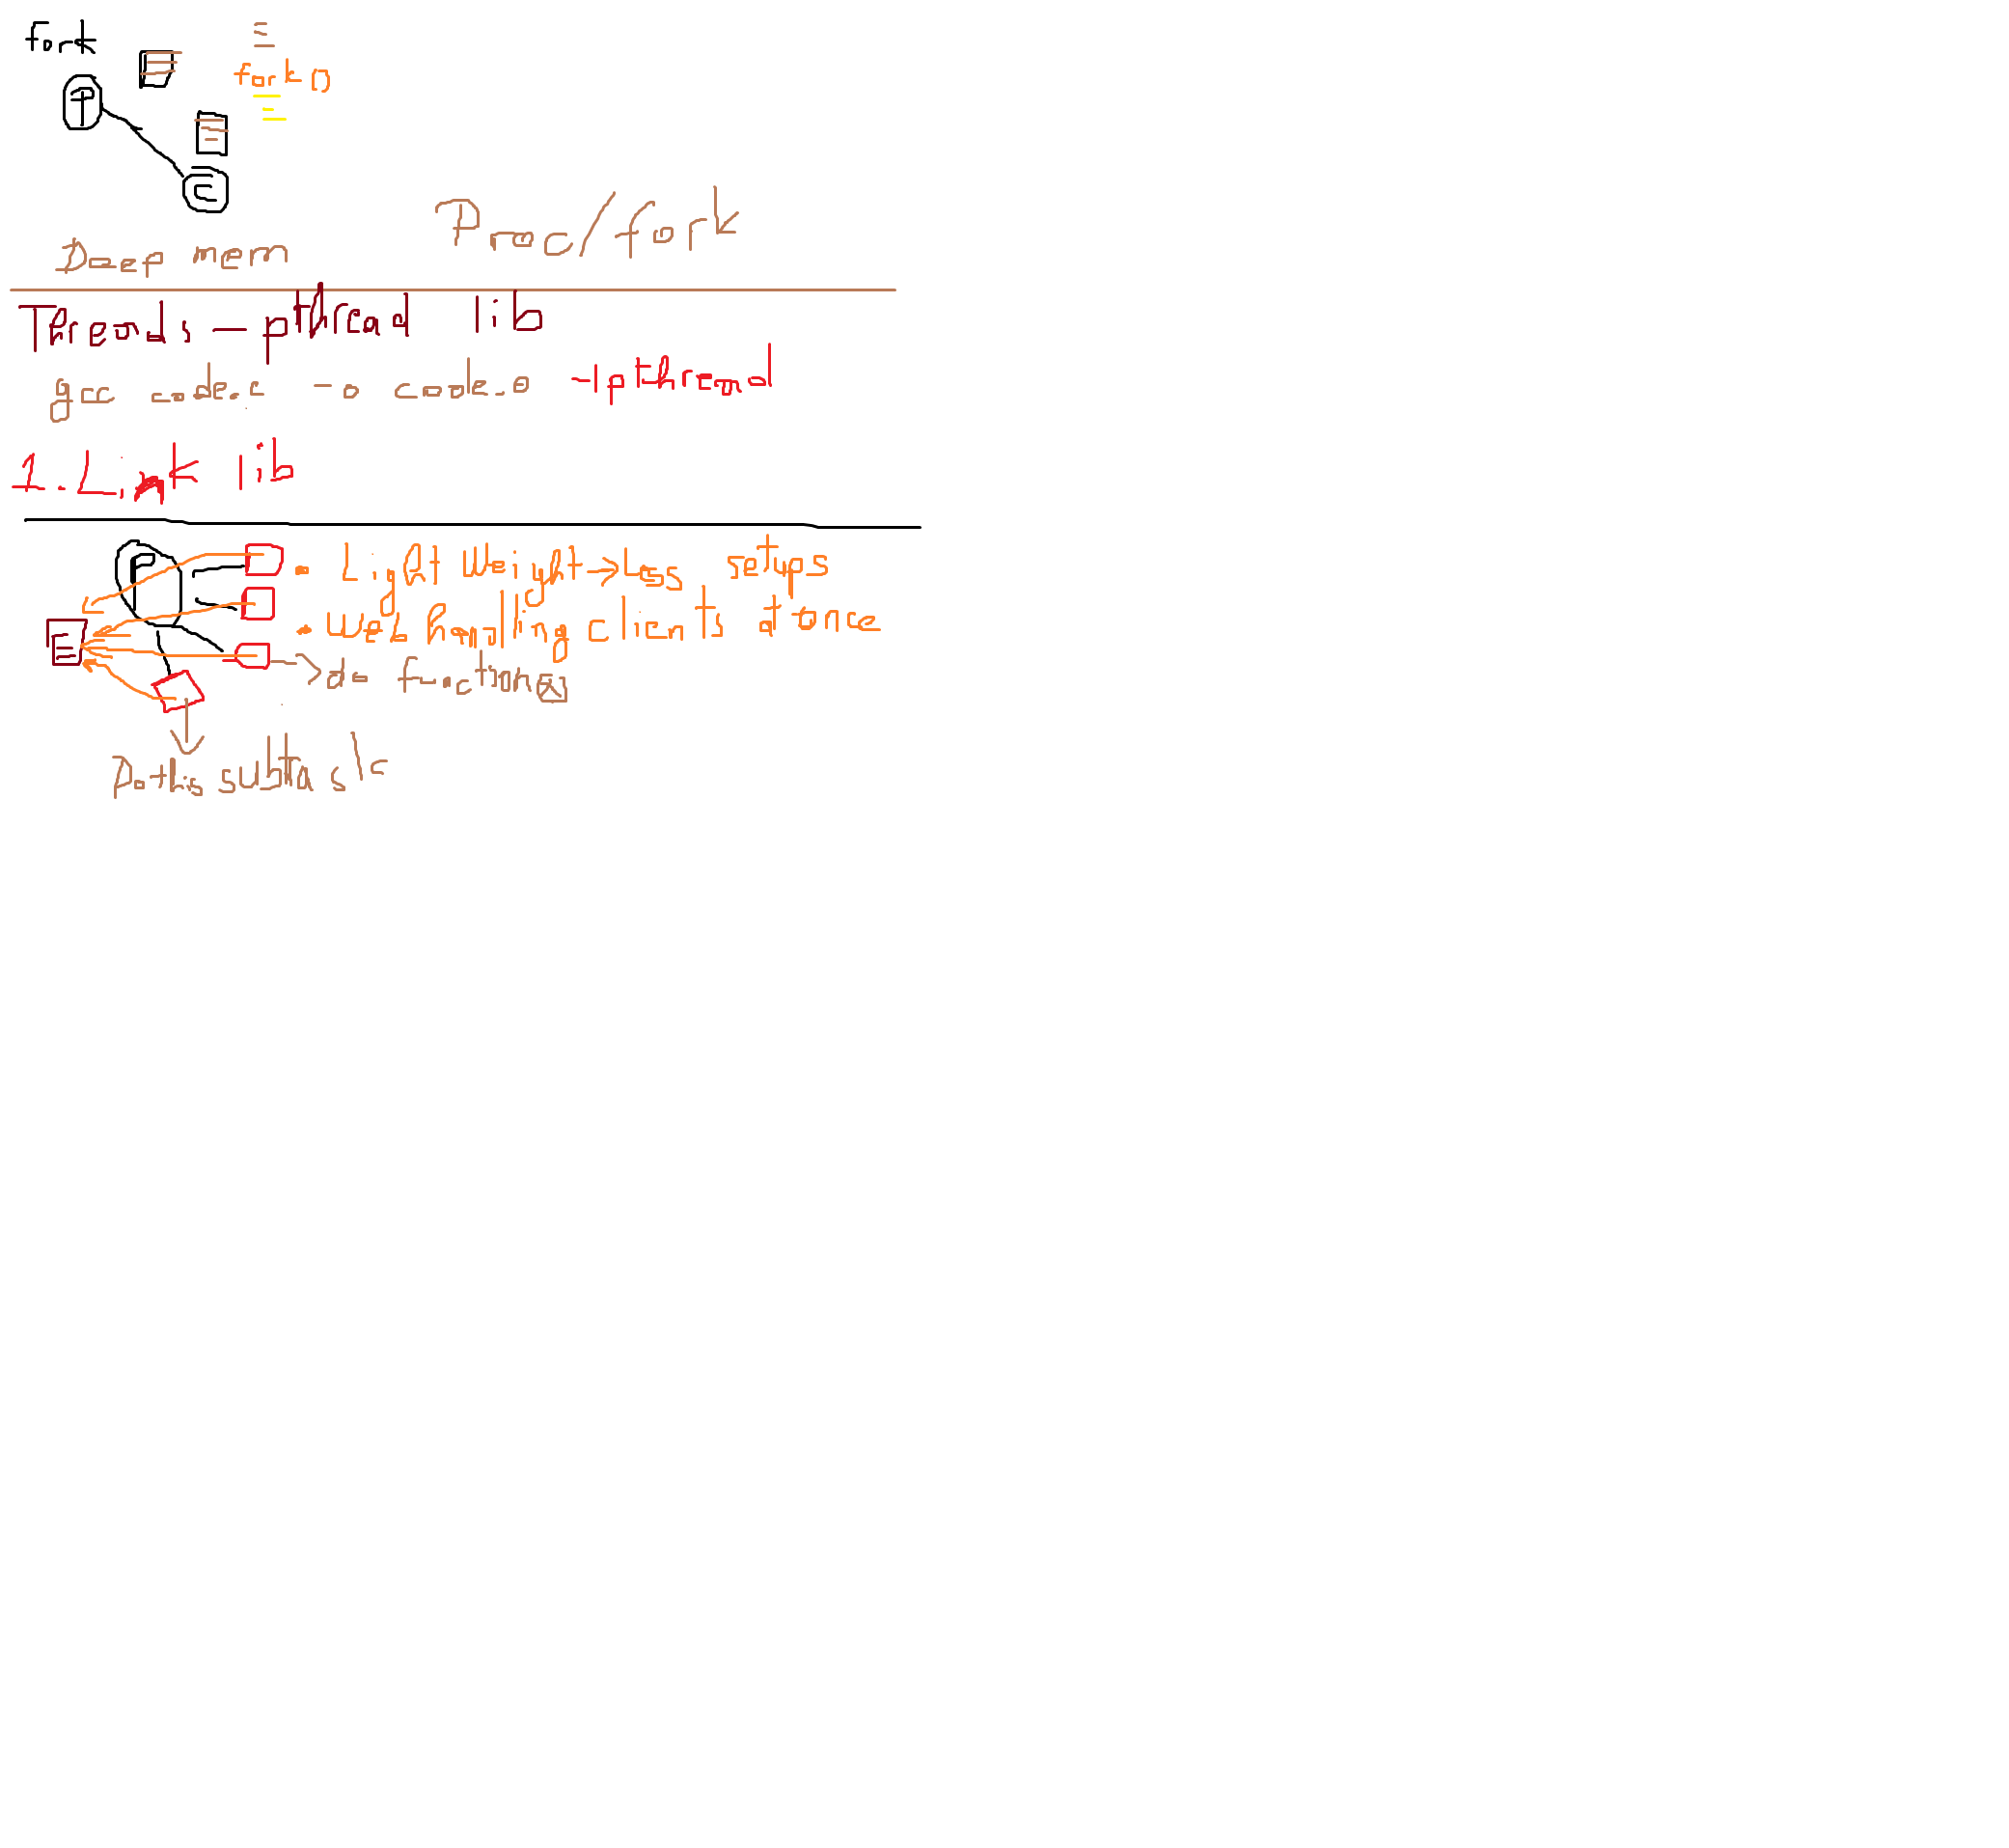 fork
fork()
P
C
Deep mem
Proc/fork
Threads - pthread lib
gcc code.c -o code.o -lpthread
1. Link lib
P
. Light Weight → Less setups
. Web handling clients at once
→ do function
Do this subtask